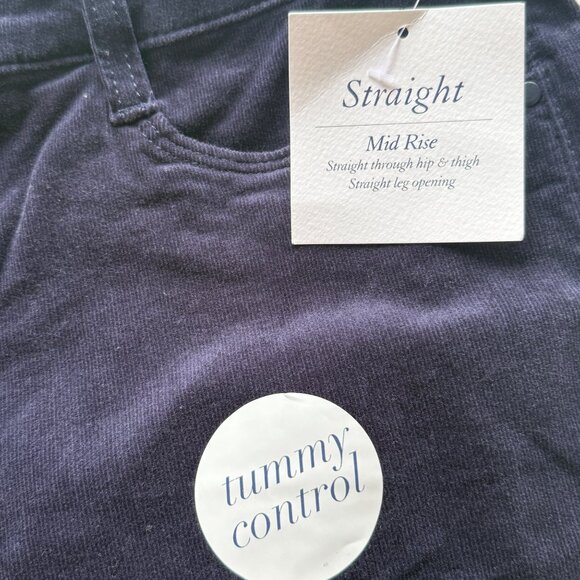 Straight
Mid Rise
Straight through hip & thigh
Straight leg opening
tummy
control